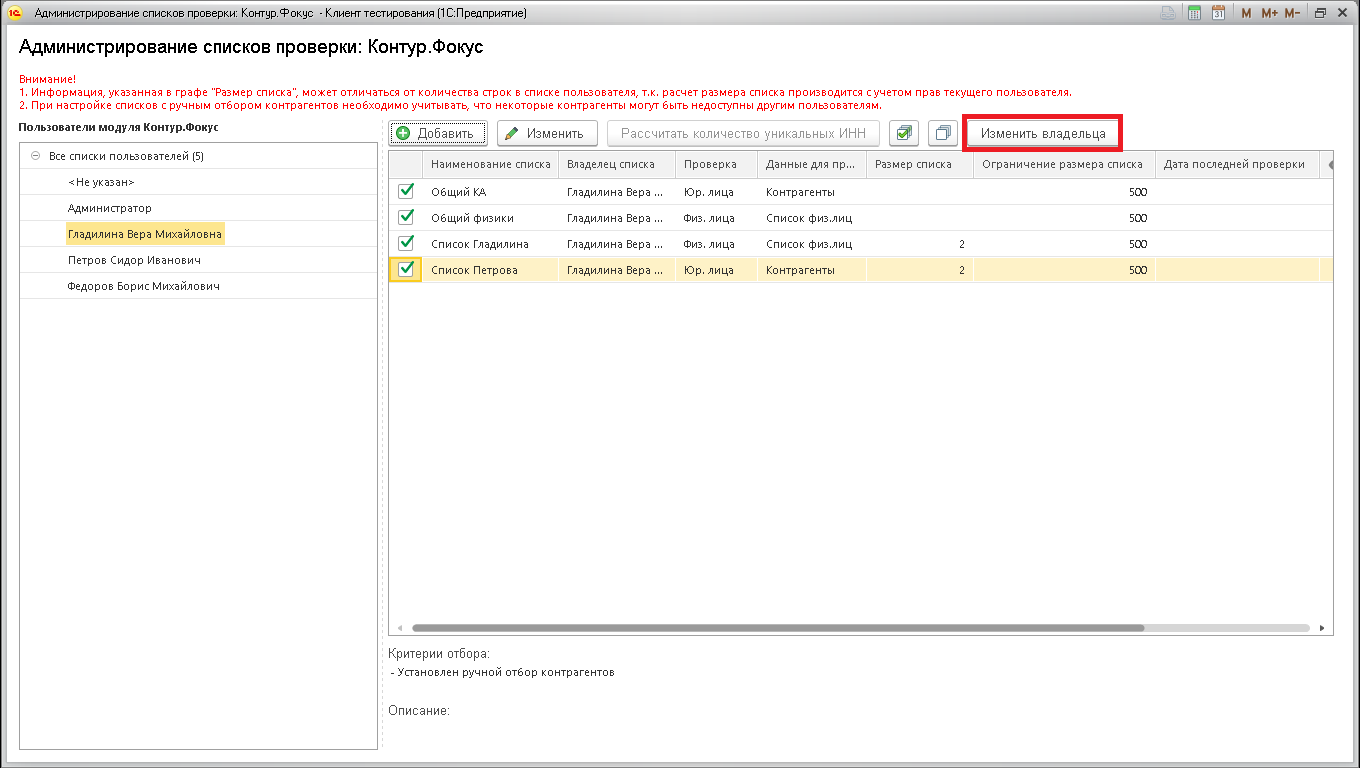 Администрирование списков проверки: Контур.Фокус - Клиент тестирования (1С:Предприятие)
31 M M+ M-
Администрирование списков проверки: Контур.Фокус
Внимание!
1. Информация, указанная в графе "Размер списка", может отличаться от количества строк в списке пользователя, т.к. расчет размера списка производится с учетом прав текущего пользователя.
2. При настройке списков с ручным отбором контрагентов необходимо учитывать, что некоторые контрагенты могут быть недоступны другим пользователям.
Пользователи модуля Контур.Фокус
Все списки пользователей (5)
<Не указан>
Администратор
Гладилина Вера Михайловна
Петров Сидор Иванович
Федоров Борис Михайлович
Добавить Изменить Рассчитать количество уникальных ИНН Изменить владельца
Наименование списка Владелец списка Проверка Данные для пр... Размер списка Ограничение размера списка Дата последней проверки
Общий КА Гладилина Вера ... Юр. лица Контрагенты 500
Общий физики Гладилина Вера ... Физ. лица Список физ.лиц 500
Список Гладилина Гладилина Вера ... Физ. лица Список физ.лиц 2 500
Список Петрова Гладилина Вера ... Юр. лица Контрагенты 2 500
Критерии отбора:
- Установлен ручной отбор контрагентов
Описание: